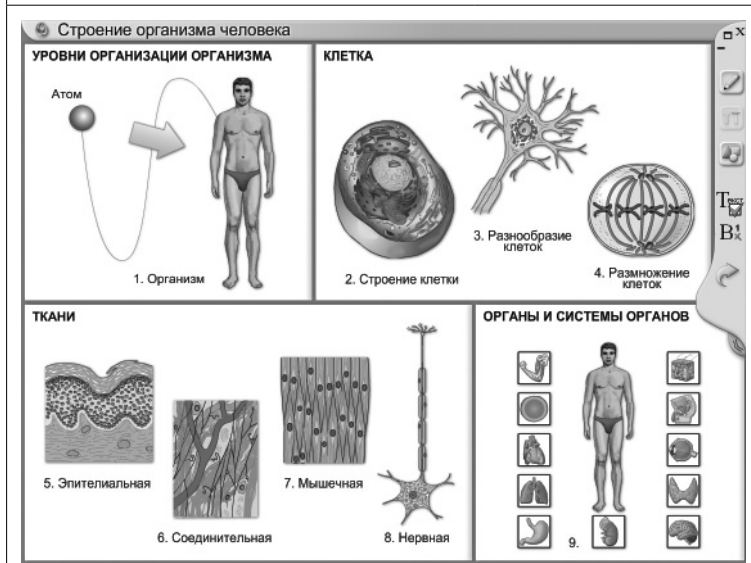 Строение организма человека
УРОВНИ ОРГАНИЗАЦИИ ОРГАНИЗМА
Атом
1. Организм
КЛЕТКА
2. Строение клетки
3. Разнообразие
клеток
4. Размножение
клеток
ТКАНИ
5. Эпителиальная
6. Соединительная
7. Мышечная
8. Нервная
ОРГАНЫ И СИСТЕМЫ ОРГАНОВ
9.